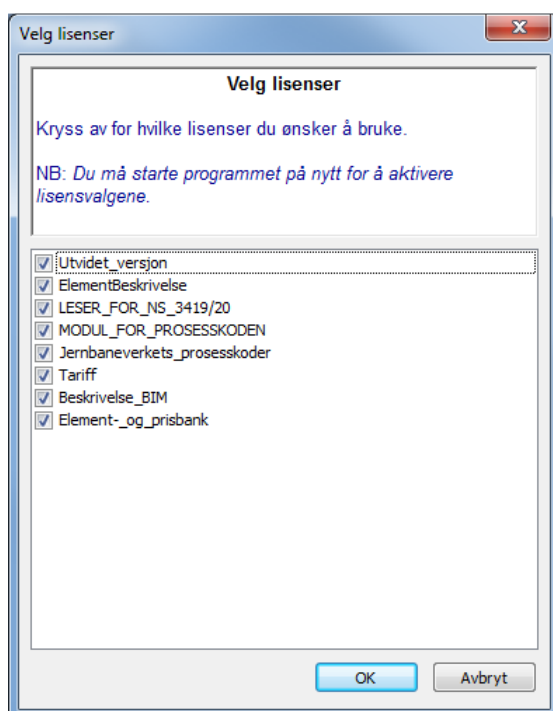 Velg lisenser
Velg lisenser
Kryss av for hvilke lisenser du ønsker å bruke.
NB: Du må starte programmet på nytt for å aktivere
lisensvalgene.
Utvidet_versjon
ElementBeskrivelse
LESER_FOR_NS_3419/20
MODUL_FOR_PROSESSKODEN
Jernbaneverkets_prosesskoder
Tariff
Beskrivelse_BIM
Element-_og_prisbank
OK Avbryt